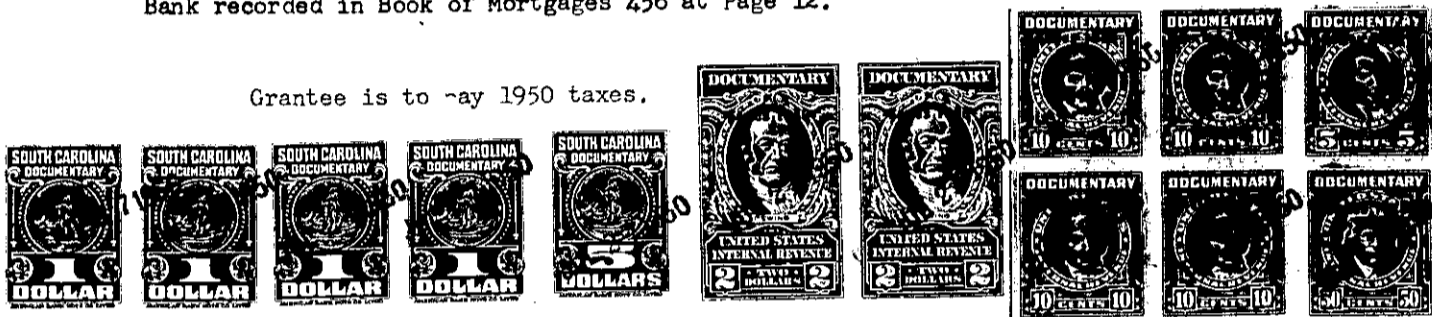 Bank recorded in Book of Mortgages 456 at Page 12.
Grantee is to -ay 1950 taxes.
SOUTH CAROLINA DOCUMENTARY 1 DOLLAR
SOUTH CAROLINA DOCUMENTARY 1 DOLLAR
SOUTH CAROLINA DOCUMENTARY 1 DOLLAR
SOUTH CAROLINA DOCUMENTARY 1 DOLLAR
SOUTH CAROLINA DOCUMENTARY 5 DOLLARS
DOCUMENTARY UNITED STATES INTERNAL REVENUE 2 TWO DOLLARS 2
DOCUMENTARY UNITED STATES INTERNAL REVENUE 2 TWO DOLLARS 2
DOCUMENTARY 10 CENTS 10
DOCUMENTARY 10 CENTS 10
DOCUMENTARY 5 CENTS 5
DOCUMENTARY 10 CENTS 10
DOCUMENTARY 10 CENTS 10
DOCUMENTARY 50 CENTS 50